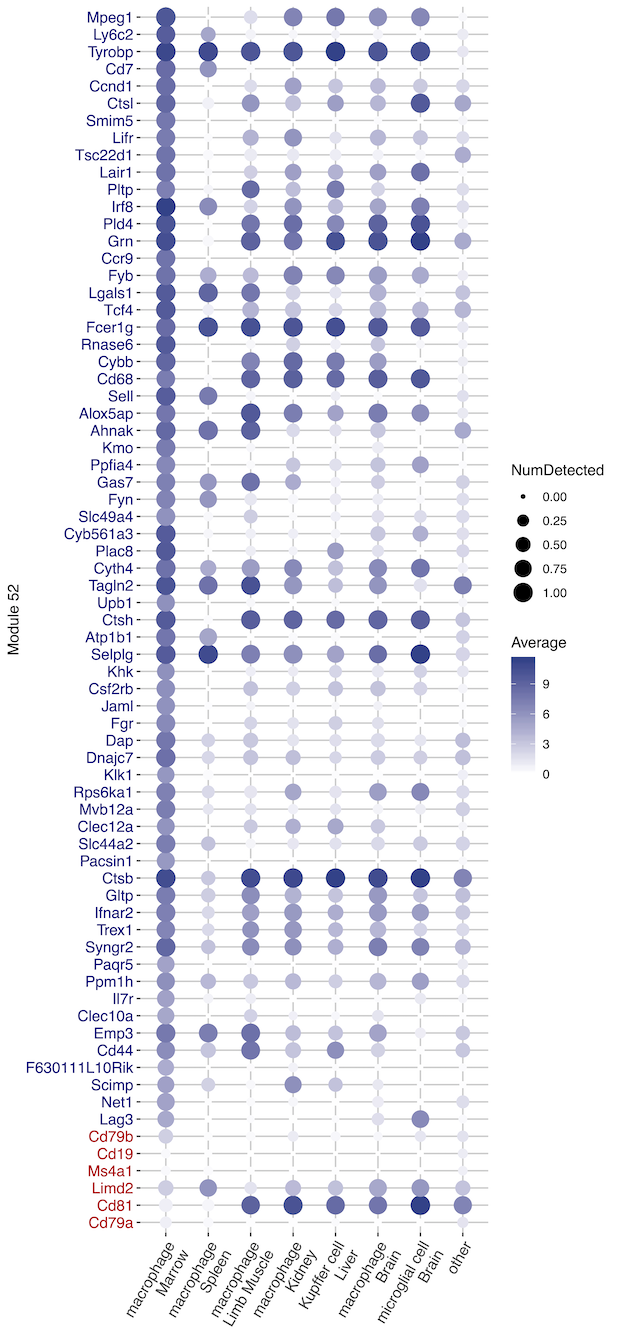 Module 52
Mpeg1
Ly6c2
Tyrobp
Cd7
Ccnd1
Ctsl
Smim5
Lifr
Tsc22d1
Lair1
Pltp
Irf8
Pld4
Grn
Ccr9
Fyb
Lgals1
Tcf4
Fcer1g
Rnase6
Cybb
Cd68
Sell
Alox5ap
Ahnak
Kmo
Ppfia4
Gas7
Fyn
Slc49a4
Cyb561a3
Plac8
Cyth4
Tagln2
Upb1
Ctsh
Atp1b1
Selplg
Khk
Csf2rb
Jaml
Fgr
Dap
Dnajc7
Klk1
Rps6ka1
Mvb12a
Clec12a
Slc44a2
Pacsin1
Ctsb
Gltp
Ifnar2
Trex1
Syngr2
Paqr5
Ppm1h
Il7r
Clec10a
Emp3
Cd44
F630111L10Rik
Scimp
Net1
Lag3
Cd79b
Cd19
Ms4a1
Limd2
Cd81
Cd79a
macrophage
Marrow
macrophage
Spleen
macrophage
Limb Muscle
macrophage
Kidney
Kupffer cell
Liver
macrophage
Brain
microglial cell
Brain
other
NumDetected
0.00
0.25
0.50
0.75
1.00
Average
9
6
3
0